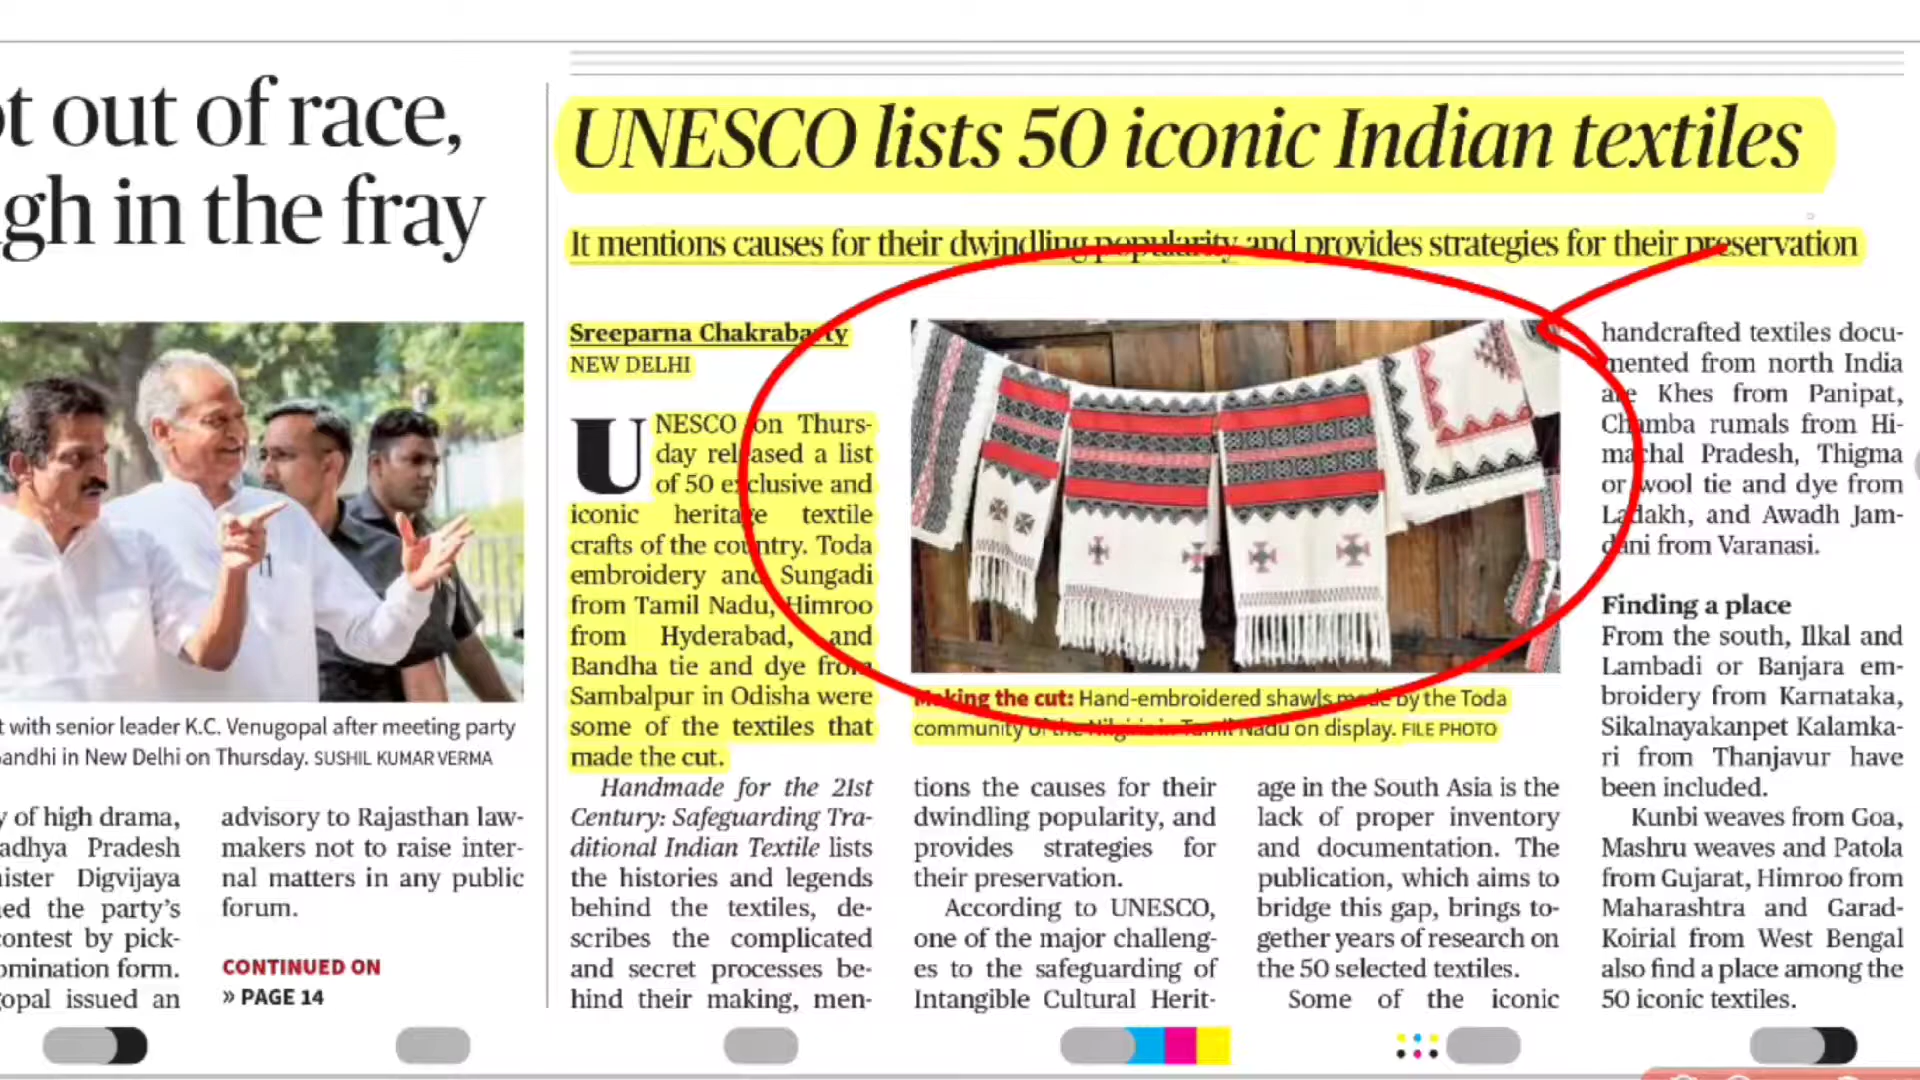 ot out of race,
igh in the fray
t with senior leader K.C. Venugopal after meeting party
Gandhi in New Delhi on Thursday. SUSHIL KUMAR VERMA
y of high drama,
adhya Pradesh
nister Digvijaya
ned the party's
contest by pick-
omination form.
gopal issued an
advisory to Rajasthan law-
makers not to raise inter-
nal matters in any public
forum.
CONTINUED ON
» PAGE 14
UNESCO lists 50 iconic Indian textiles
It mentions causes for their dwindling popularity and provides strategies for their preservation
Sreeparna Chakrabarty
NEW DELHI
UNESCO on Thurs-
day released a list
of 50 exclusive and
iconic heritage textile
crafts of the country. Toda
embroidery and Sungadi
from Tamil Nadu, Himroo
from Hyderabad, and
Bandha tie and dye from
Sambalpur in Odisha were
some of the textiles that
made the cut.
Handmade for the 21st
Century: Safeguarding Tra-
ditional Indian Textile lists
the histories and legends
behind the textiles, de-
scribes the complicated
and secret processes be-
hind their making, men-
Making the cut: Hand-embroidered shawls made by the Toda
community of the Nilgiris in Tamil Nadu on display. FILE PHOTO
tions the causes for their
dwindling popularity, and
provides strategies for
their preservation.
According to UNESCO,
one of the major challeng-
es to the safeguarding of
Intangible Cultural Herit-
age in the South Asia is the
lack of proper inventory
and documentation. The
publication, which aims to
bridge this gap, brings to-
gether years of research on
the 50 selected textiles.
Some of the iconic
handcrafted textiles docu-
mented from north India
are Khes from Panipat,
Chamba rumals from Hi-
machal Pradesh, Thigma
or wool tie and dye from
Ladakh, and Awadh Jam-
dani from Varanasi.
Finding a place
From the south, Ilkal and
Lambadi or Banjara em-
broidery from Karnataka,
Sikalnayakanpet Kalamka-
ri from Thanjavur have
been included.
Kunbi weaves from Goa,
Mashru weaves and Patola
from Gujarat, Himroo from
Maharashtra and Garad-
Koirial from West Bengal
also find a place among the
50 iconic textiles.